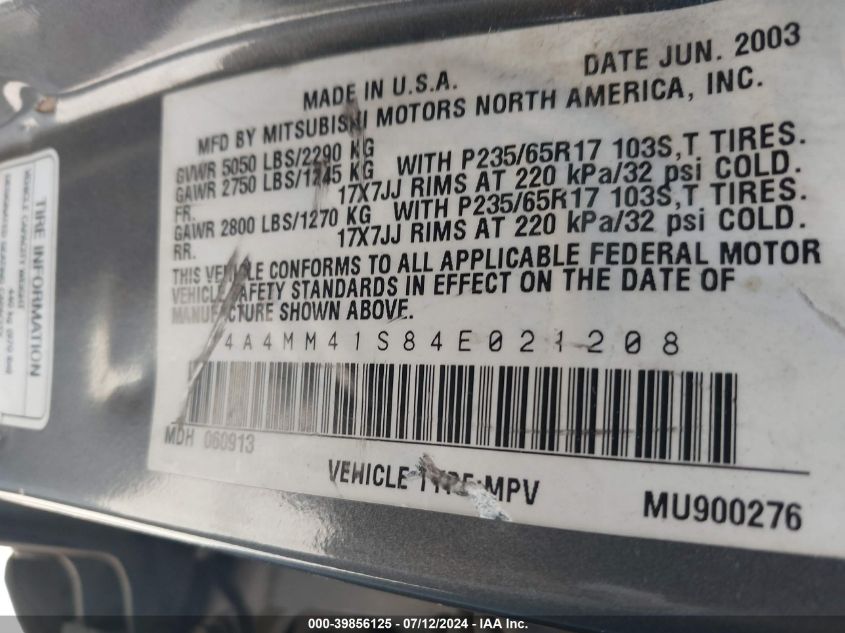 DATE JUN. 2003
MADE IN U.S.A.
MFD BY MITSUBISHI MOTORS NORTH AMERICA, INC.
GVWR 5050 LBS/2290 KG
GAWR 2750 LBS/1245 KG WITH P235/65R17 103S,T TIRES.
FR. 17X7JJ RIMS AT 220 kPa/32 psi COLD.
GAWR 2800 LBS/1270 KG WITH P235/65R17 103S,T TIRES.
RR. 17X7JJ RIMS AT 220 kPa/32 psi COLD.
THIS VEHICLE CONFORMS TO ALL APPLICABLE FEDERAL MOTOR
VEHICLE SAFETY STANDARDS IN EFFECT ON THE DATE OF
MANUFACTURE SHOWN ABOVE.
4A4MM41S84E021208
MDH 060913
VEHICLE TYPE:MPV
MU900276
TIRE INFORMATION
000-39856125 - 07/12/2024 - IAA Inc.